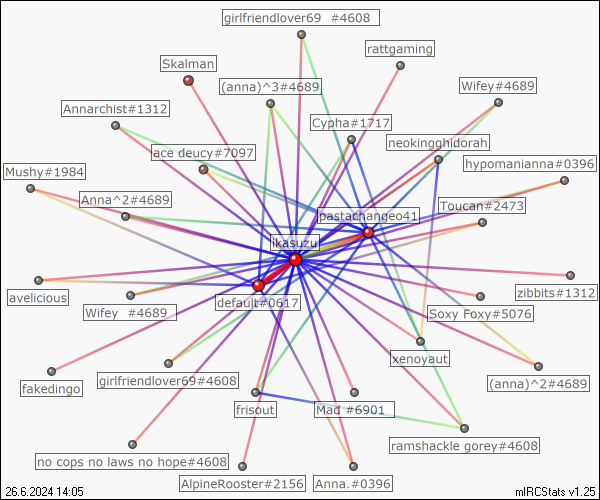 girlfriendlover69 #4608
rattgaming
Skalman
(anna)^3#4689
Wifey#4689
Annarchist#1312
Cypha#1717
neokingghidorah
ace deucy#7097
hypomanianna#0396
Mushy#1984
Anna^2#4689
Toucan#2473
pastachangeo41
ikasuzu
avelicious
default#0617
zibbits#1312
Wifey #4689
Soxy Foxy#5076
xenoyaut
fakedingo
girlfriendlover69#4608
(anna)^2#4689
frisout
Mad #6901
ramshackle gorey#4608
no cops no laws no hope#4608
AlpineRooster#2156
Anna.#0396
26.6.2024 14:05
mIRCStats v1.25